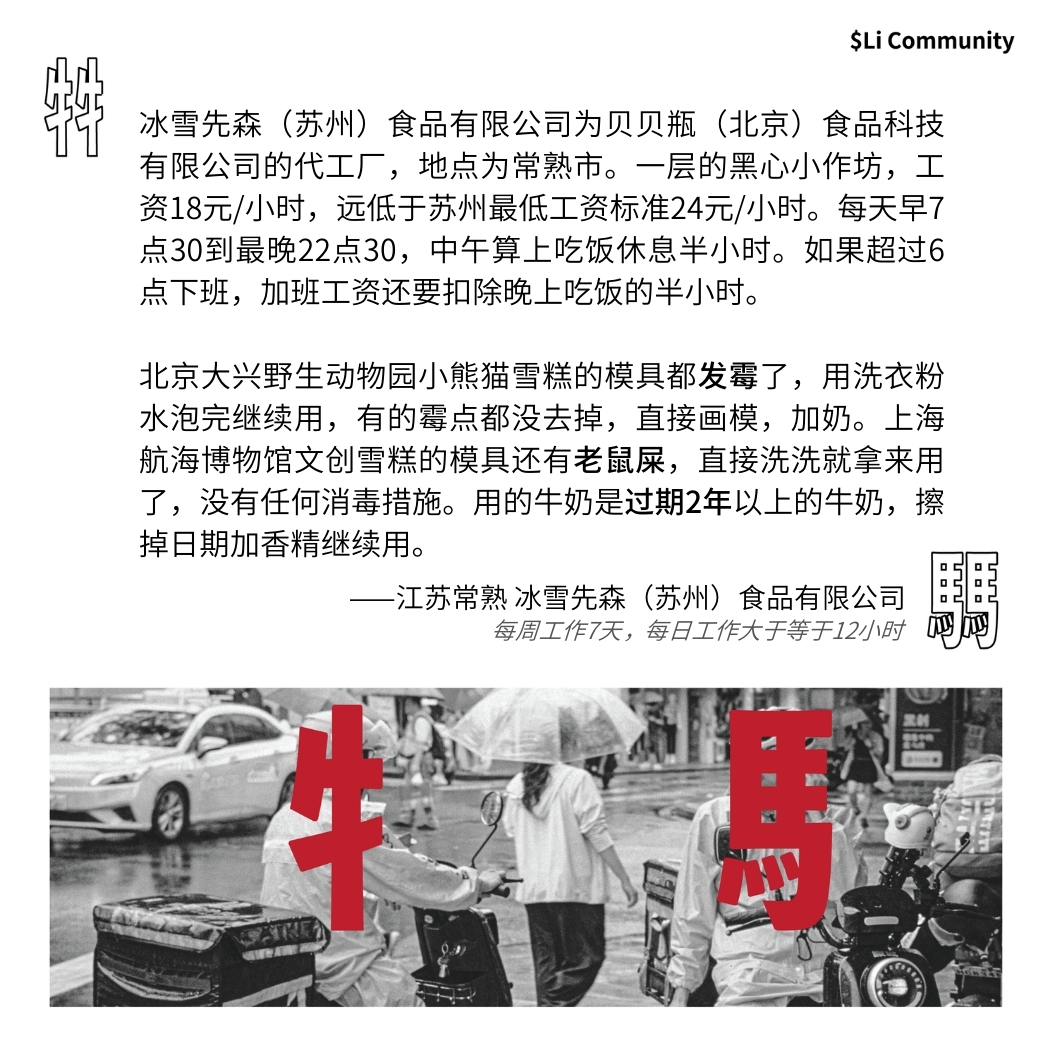 $Li Community
牜牜
冰雪先森（苏州）食品有限公司为贝贝瓶（北京）食品科技
有限公司的代工厂，地点为常熟市。一层的黑心小作坊，工
资18元/小时，远低于苏州最低工资标准24元/小时。每天早7
点30到最晚22点30，中午算上吃饭休息半小时。如果超过6
点下班，加班工资还要扣除晚上吃饭的半小时。
北京大兴野生动物园小熊猫雪糕的模具都发霉了，用洗衣粉
水泡完继续用，有的霉点都没去掉，直接画模，加奶。上海
航海博物馆文创雪糕的模具还有老鼠屎，直接洗洗就拿来用
了，没有任何消毒措施。用的牛奶是过期2年以上的牛奶，擦
掉日期加香精继续用。
——江苏常熟 冰雪先森（苏州）食品有限公司
每周工作7天，每日工作大于等于12小时
馬馬
牜 馬